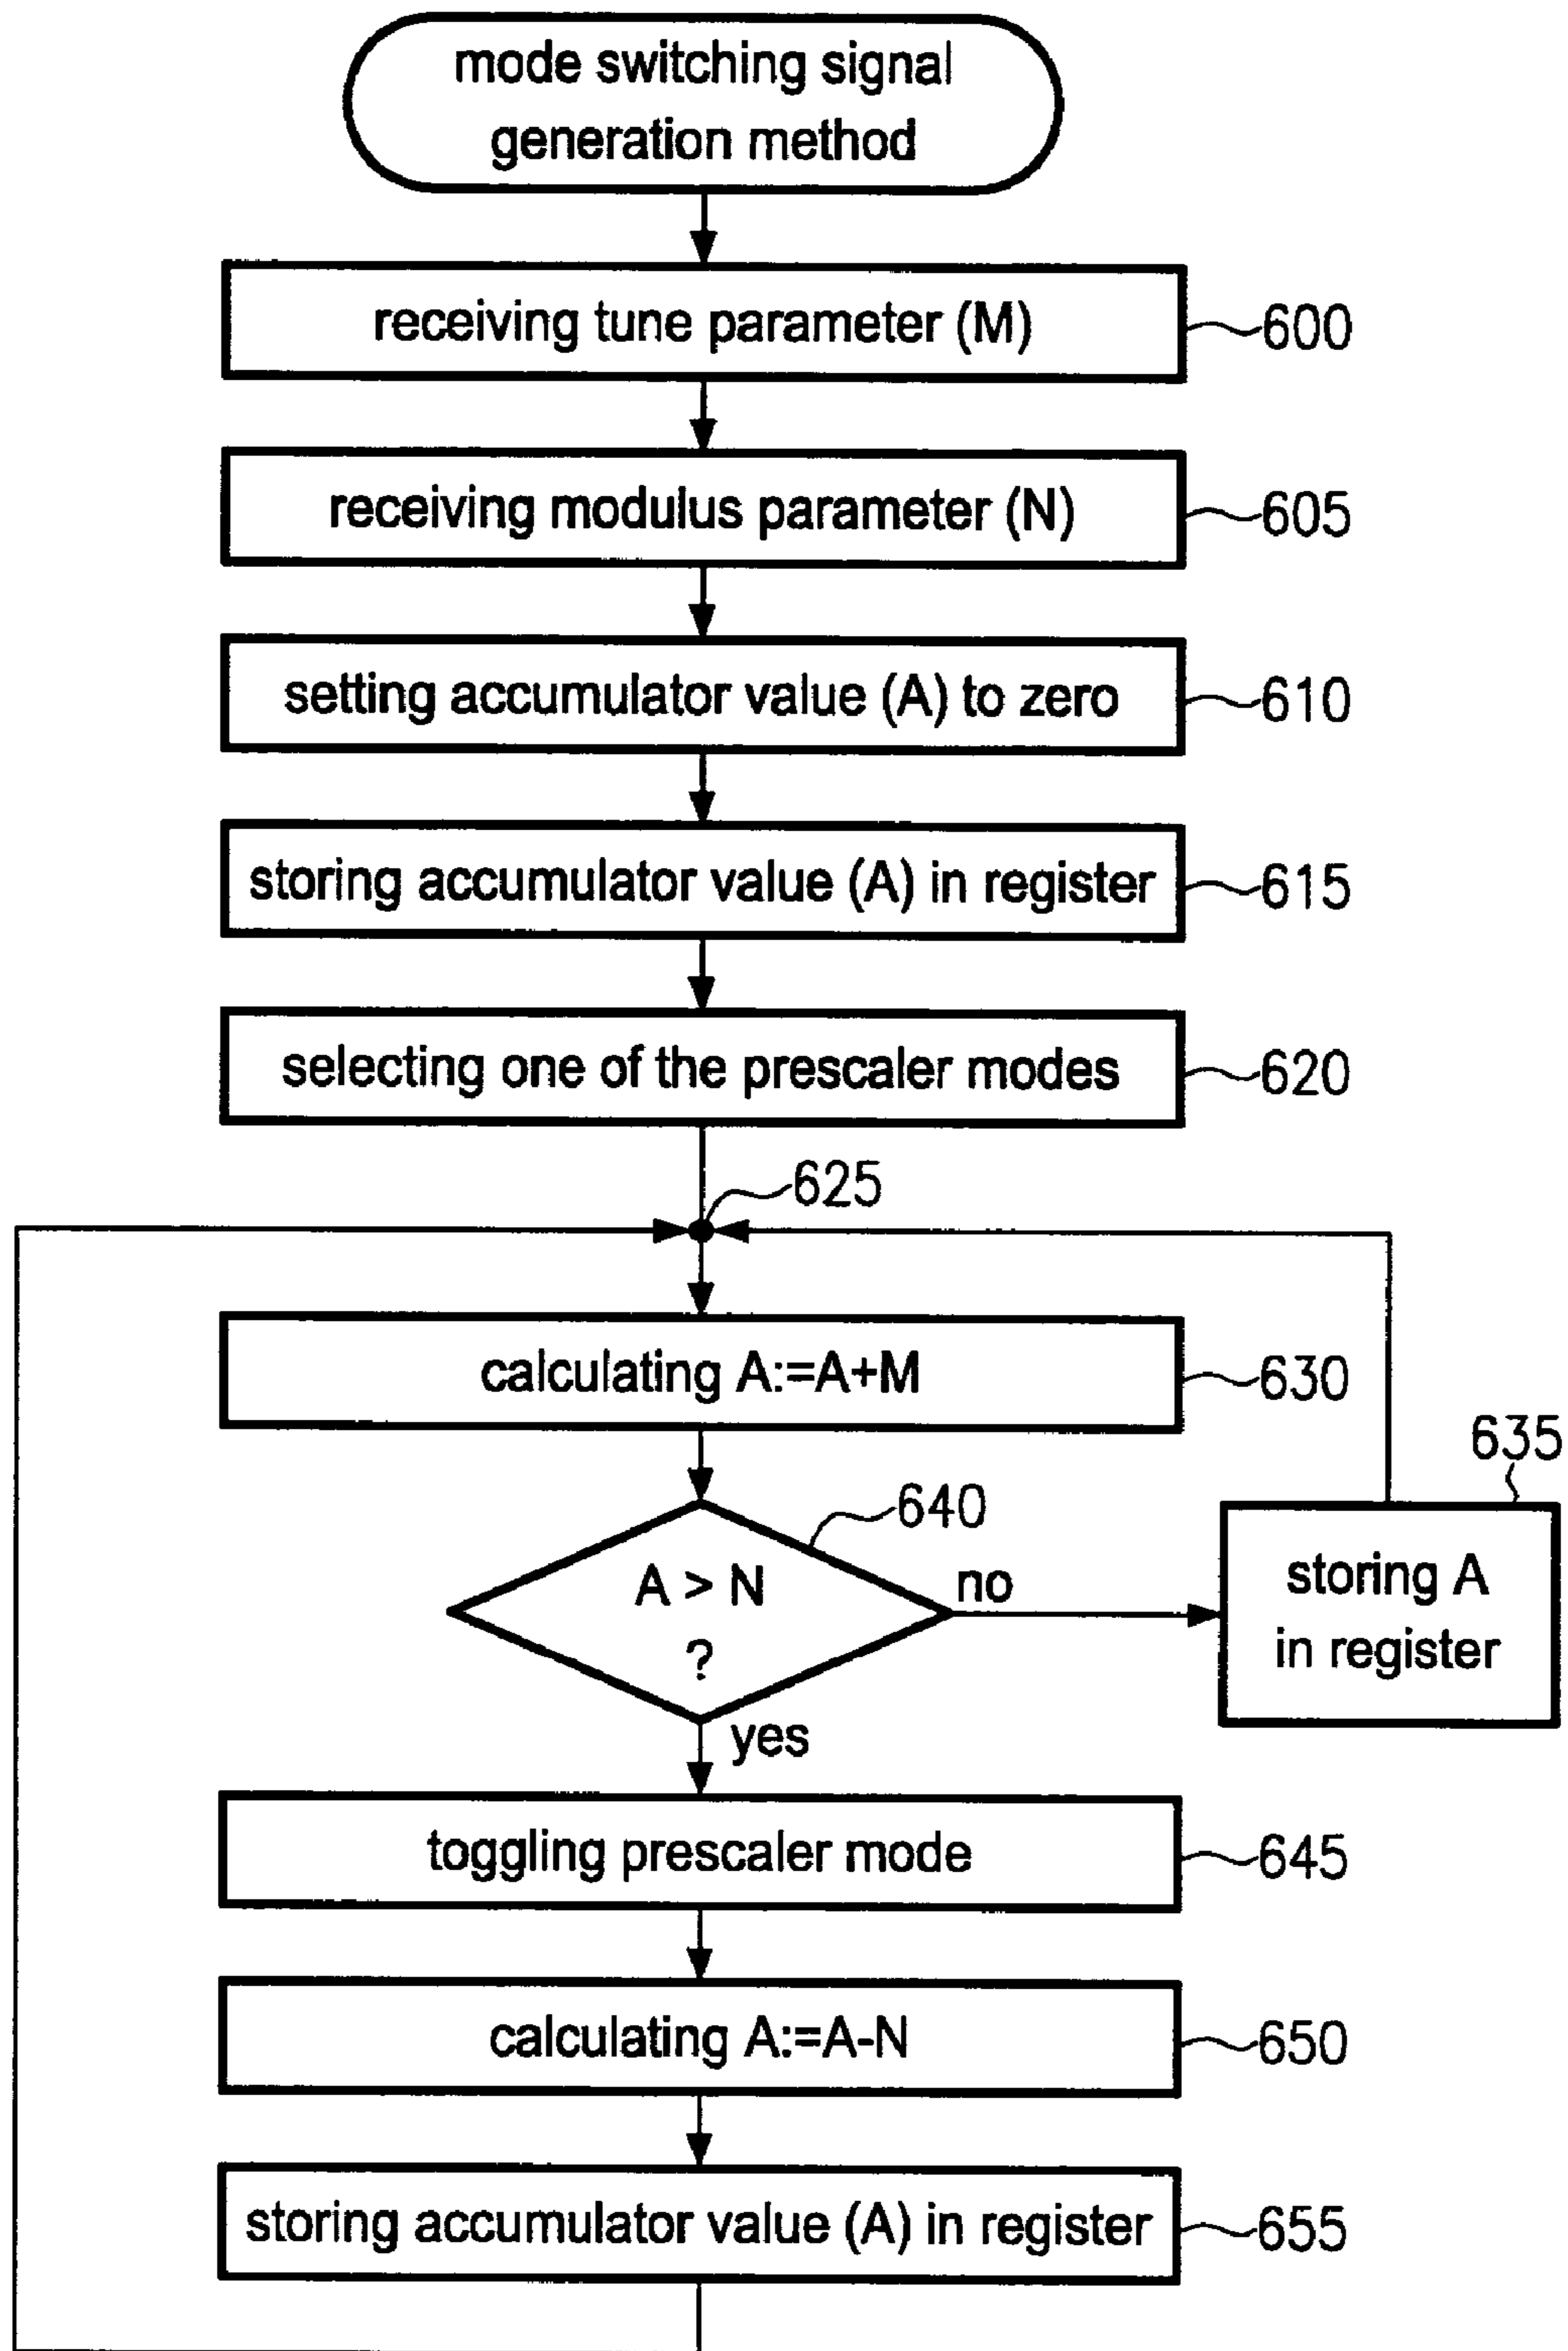 mode switching signal
generation method
receiving tune parameter (M)
600
receiving modulus parameter (N)
605
setting accumulator value (A) to zero
610
storing accumulator value (A) in register
615
selecting one of the prescaler modes
620
625
calculating A:=A+M
630
635
640
A > N
?
no
storing A
in register
yes
toggling prescaler mode
645
calculating A:=A-N
650
storing accumulator value (A) in register
655